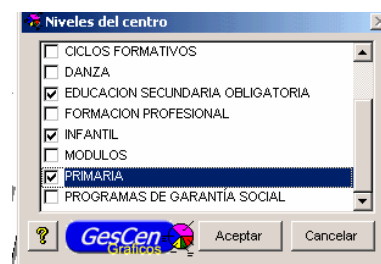 Niveles del centro
CICLOS FORMATIVOS
DANZA
EDUCACION SECUNDARIA OBLIGATORIA
FORMACION PROFESIONAL
INFANTIL
MODULOS
PRIMARIA
PROGRAMAS DE GARANTÍA SOCIAL
? GesCen Gráficos Aceptar Cancelar